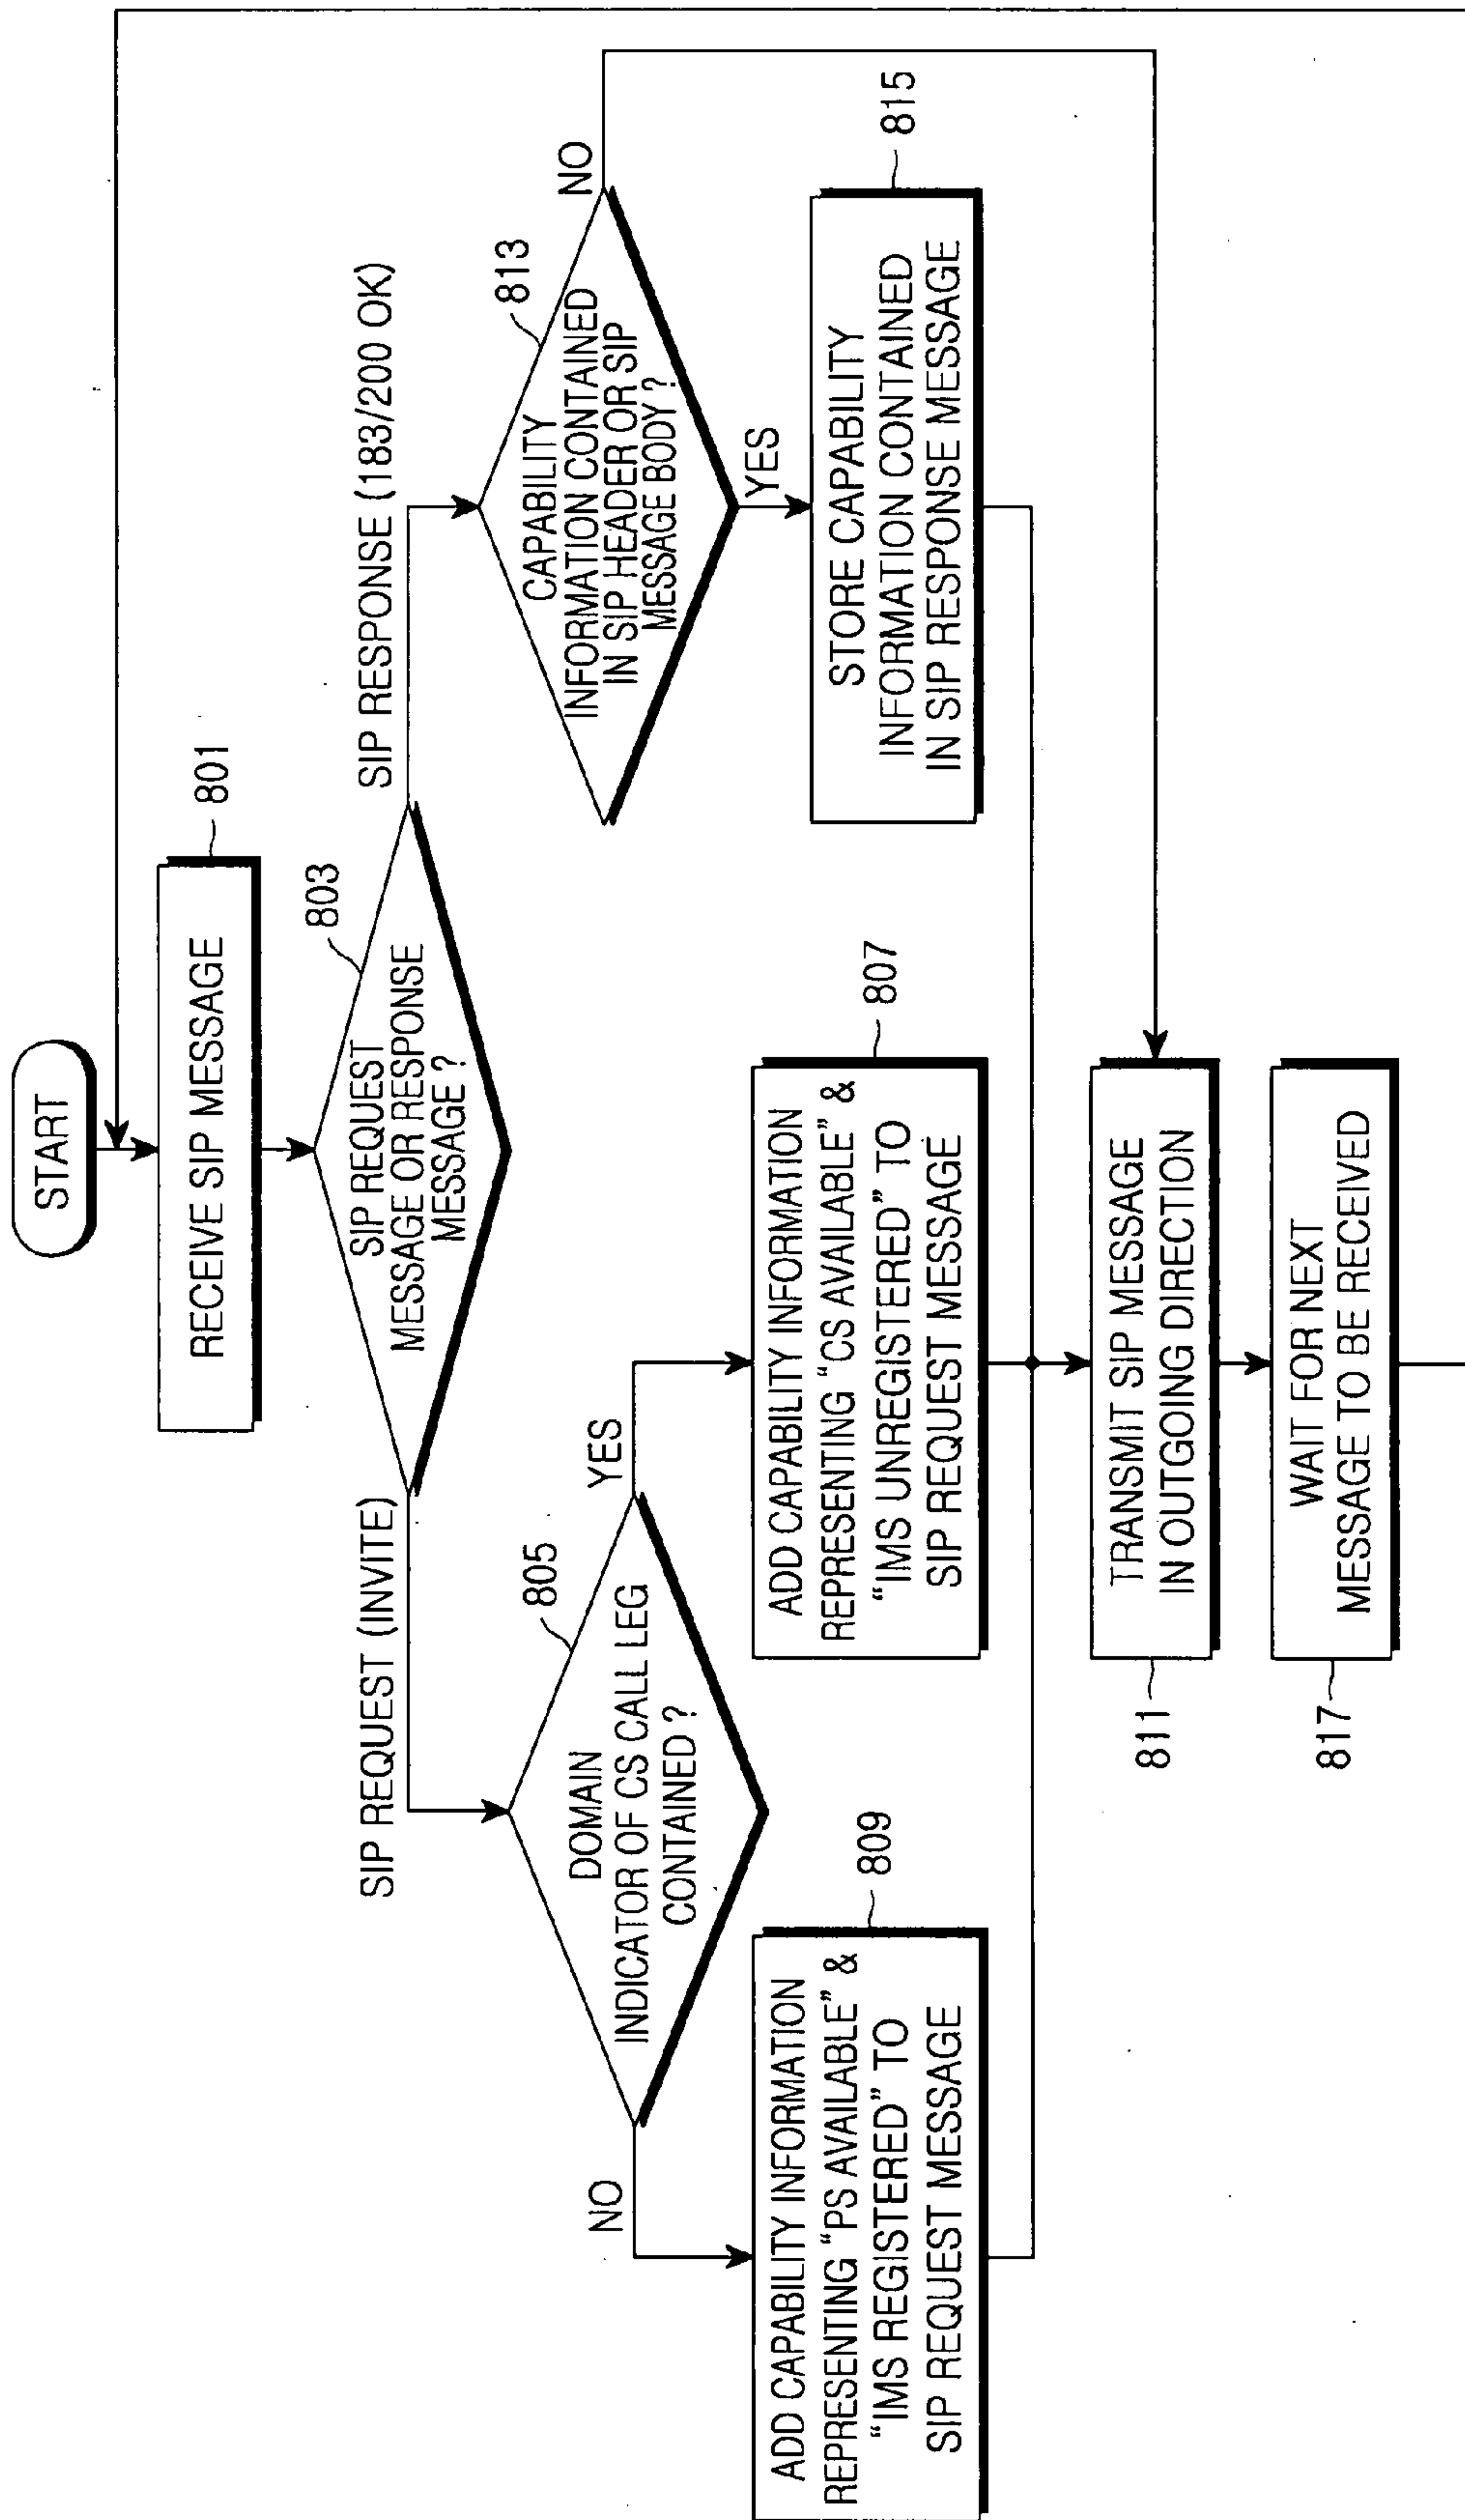 START
RECEIVE SIP MESSAGE
801
SIP REQUEST
MESSAGE OR RESPONSE
MESSAGE ?
803
SIP REQUEST (INVITE)
SIP RESPONSE (183/200 OK)
DOMAIN
INDICATOR OF CS CALL LEG
CONTAINED ?
805
NO
YES
CAPABILITY
INFORMATION CONTAINED
IN SIP HEADER OR SIP
MESSAGE BODY ?
813
NO
YES
ADD CAPABILITY INFORMATION
REPRESENTING “PS AVAILABLE” &
“IMS REGISTERED” TO
SIP REQUEST MESSAGE
809
ADD CAPABILITY INFORMATION
REPRESENTING “CS AVAILABLE” &
“IMS UNREGISTERED” TO
SIP REQUEST MESSAGE
807
STORE CAPABILITY
INFORMATION CONTAINED
IN SIP RESPONSE MESSAGE
815
811
TRANSMIT SIP MESSAGE
IN OUTGOING DIRECTION
817
WAIT FOR NEXT
MESSAGE TO BE RECEIVED